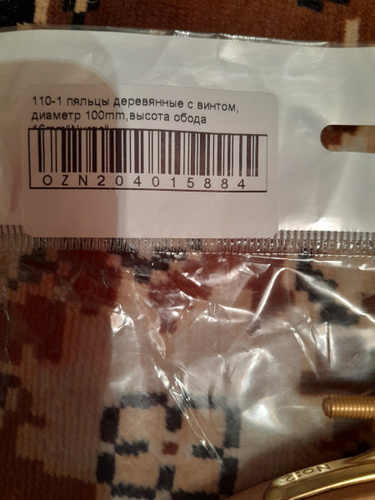 110-1 пяльцы деревянные с винтом,
диаметр 100mm,высота обода
OZN204015884